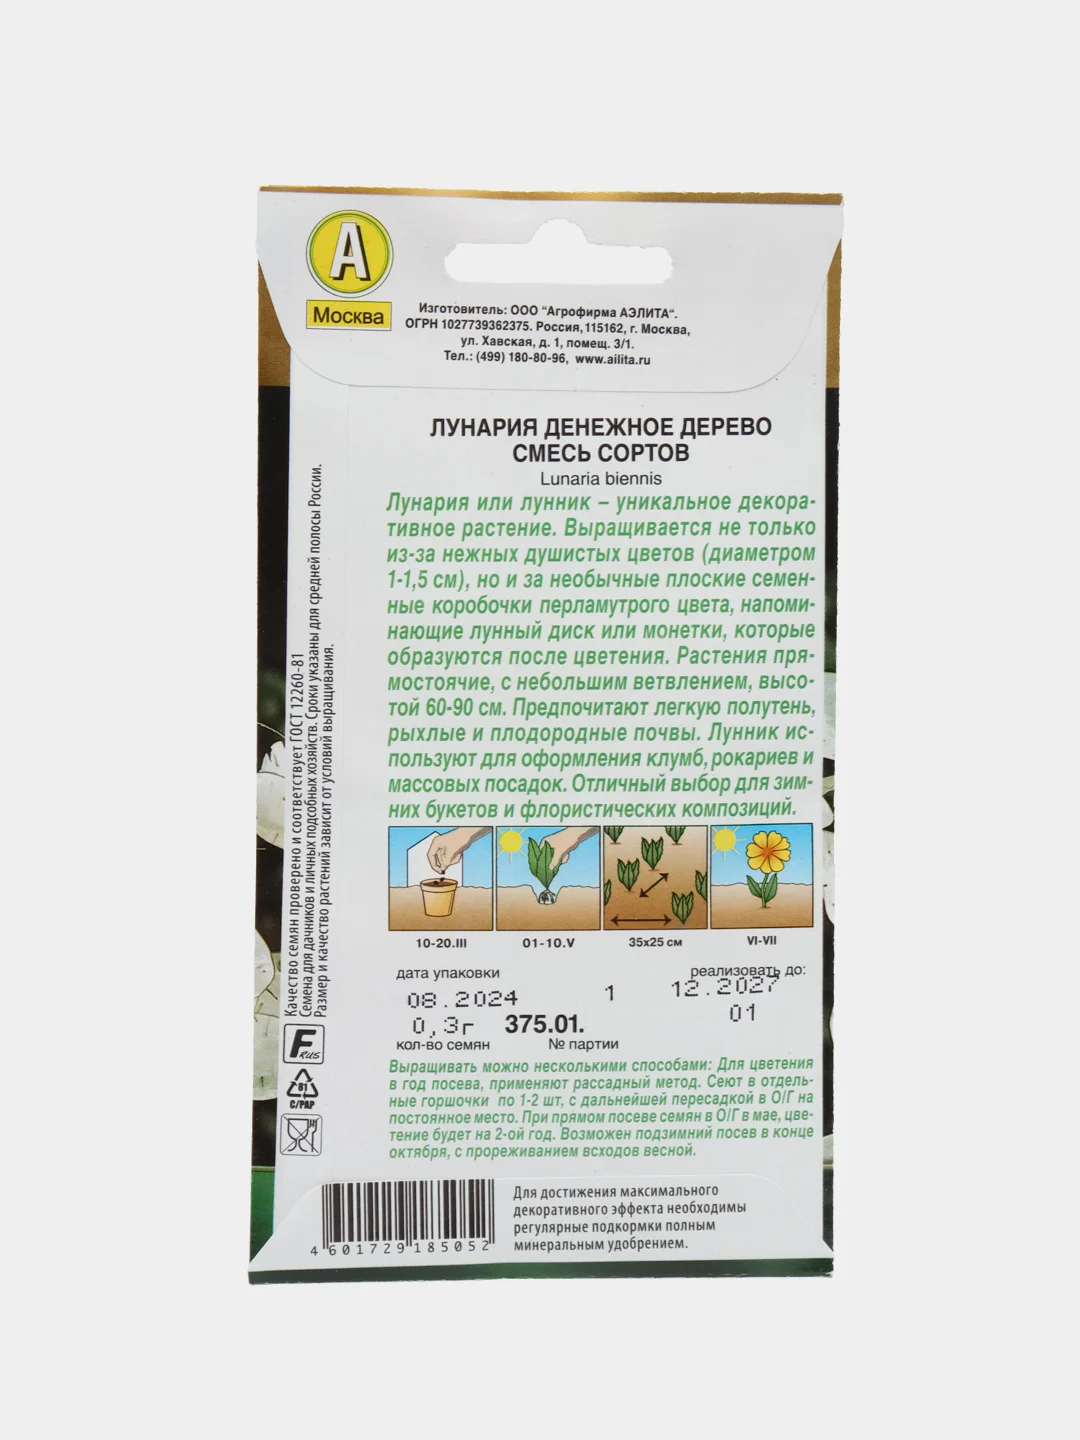 А
Москва
Изготовитель: ООО "Агрофирма АЭЛИТА".
ОГРН 1027739362375. Россия,115162, г. Москва,
ул. Хавская, д. 1, помещ. 3/1.
Тел.: (499) 180-80-96, www.ailita.ru
ЛУНАРИЯ ДЕНЕЖНОЕ ДЕРЕВО
СМЕСЬ СОРТОВ
Lunaria biennis
Лунария или лунник – уникальное декора-
тивное растение. Выращивается не только
из-за нежных душистых цветов (диаметром
1-1,5 см), но и за необычные плоские семен-
ные коробочки перламутрого цвета, напоми-
нающие лунный диск или монетки, которые
образуются после цветения. Растения пря-
мостоячие, с небольшим ветвлением, высо-
той 60-90 см. Предпочитают легкую полутень,
рыхлые и плодородные почвы. Лунник ис-
пользуют для оформления клумб, рокариев и
массовых посадок. Отличный выбор для зим-
них букетов и флористических композиций.
10-20.III
01-10.V
35х25 см
VI-VII
дата упаковки
реализовать до:
08.2024
1
12.2027
01
0,3г
375.01.
кол-во семян
№ партии
Выращивать можно несколькими способами: Для цветения
в год посева, применяют рассадный метод. Сеют в отдель-
ные горшочки по 1-2 шт, с дальнейшей пересадкой в О/Г на
постоянное место. При прямом посеве семян в О/Г в мае, цве-
тение будет на 2-ой год. Возможен подзимний посев в конце
октября, с прореживанием всходов весной.
Качество семян проверено и соответствует ГОСТ 12260-81
Семена для дачников и личных подсобных хозяйств. Сроки указаны для средней полосы России.
Размер и качество растений зависит от условий выращивания.
F RUS
81
C/PAP
4 601729 185052
Для достижения максимального
декоративного эффекта необходимы
регулярные подкормки полным
минеральным удобрением.